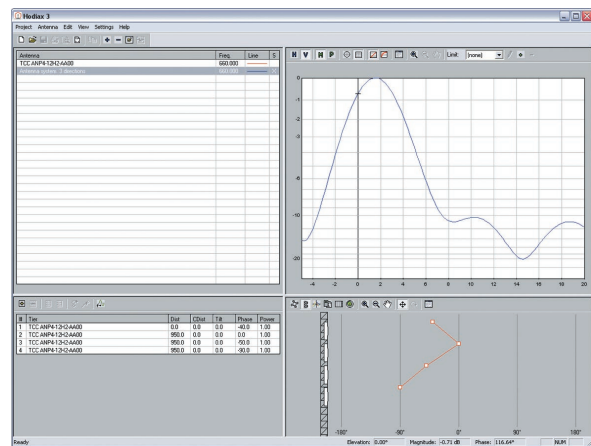 Hodiax 3
Project Antenna Edit View Settings Help
Antenna Freq. Line S
TCC ANP4-12H2-AA00 660.000
Antenna system, 3 directions 660.000
H V H P Limit: (none)
0
-1
-2
-3
-6
-10
-20
-4 -2 0 2 4 6 8 10 12 14 16 18 20
# Tier Dist CDist Tilt Phase Power
1 TCC ANP4-12H2-AA00 0.0 0.0 0.0 -40.0 1.00
2 TCC ANP4-12H2-AA00 950.0 0.0 0.0 0.0 1.00
3 TCC ANP4-12H2-AA00 950.0 0.0 0.0 -50.0 1.00
4 TCC ANP4-12H2-AA00 950.0 0.0 0.0 -90.0 1.00
-180° -90° 0° 90° 180°
Ready Elevation: 0.00° Magnitude: -0.71 dB Phase: 116.64° NUM